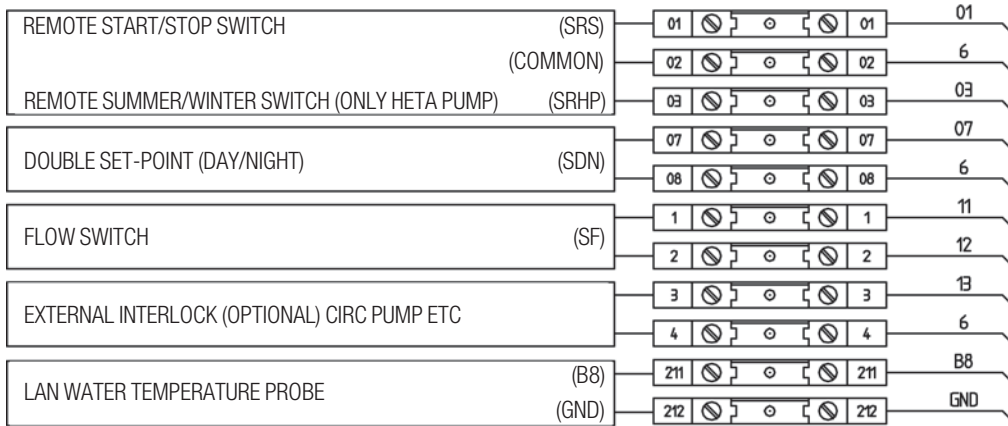 REMOTE START/STOP SWITCH (SRS) 01 01 01
(COMMON) 02 02 6
REMOTE SUMMER/WINTER SWITCH (ONLY HETA PUMP) (SRHP) 03 03 03
07 07 07
DOUBLE SET-POINT (DAY/NIGHT) (SDN)
08 08 6
1 1 11
FLOW SWITCH (SF)
2 2 12
3 3 13
EXTERNAL INTERLOCK (OPTIONAL) CIRC PUMP ETC
4 4 6
(B8) 211 211 B8
LAN WATER TEMPERATURE PROBE
(GND) 212 212 GND